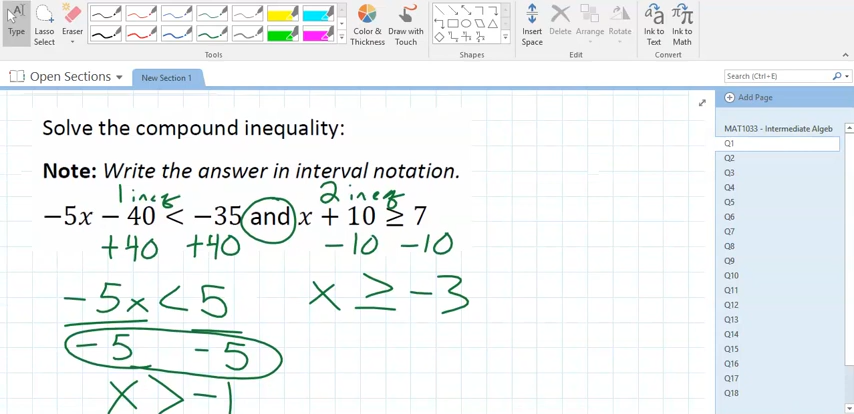 Type
Lasso Select
Eraser
Color & Thickness
Draw with Touch
Insert Space
Delete
Arrange
Rotate
Ink to Text
Ink to Math
Tools
Shapes
Edit
Convert
Open Sections
New Section 1
Search (Ctrl+E)
Add Page
MAT1033 - Intermediate Algeb
Q1
Q2
Q3
Q4
Q5
Q6
Q7
Q8
Q9
Q10
Q11
Q12
Q13
Q14
Q15
Q16
Q17
Q18
Solve the compound inequality:
Note: Write the answer in interval notation.
1 ineq 2 ineq
−5x − 40 < −35 and x + 10 ≥ 7
+40 +40 −10 −10
−5x < 5 x ≥ −3
−5 −5
x > −1